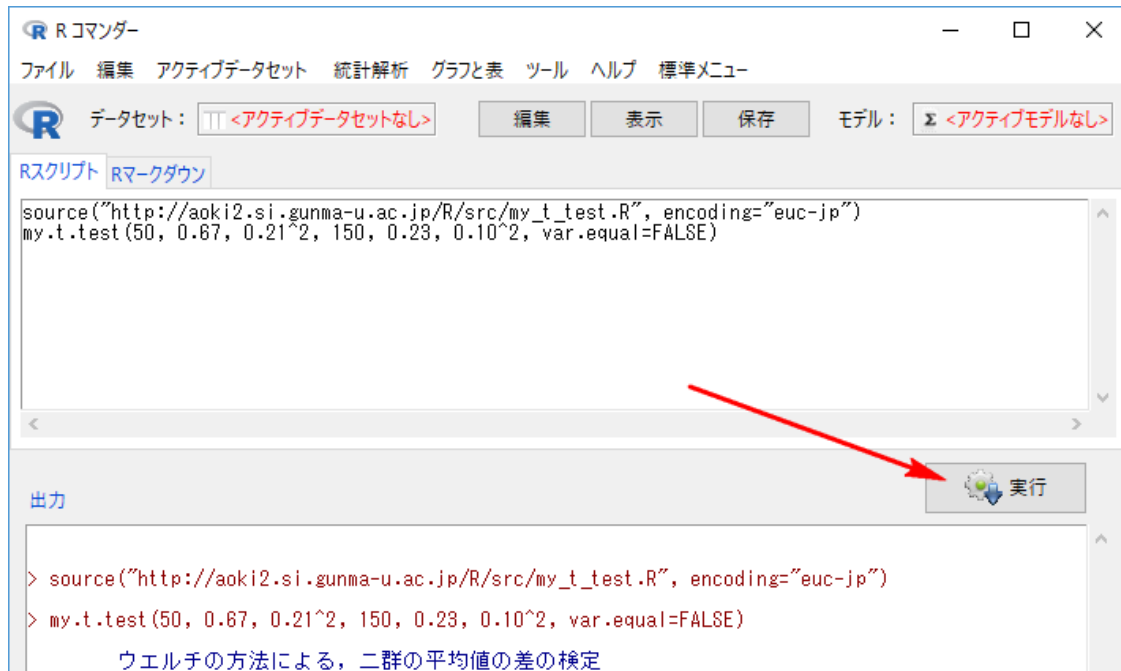 R コマンダー
ファイル 編集 アクティブデータセット 統計解析 グラフと表 ツール ヘルプ 標準メニュー
R データセット： <アクティブデータセットなし> 編集 表示 保存 モデル： Σ <アクティブモデルなし>
Rスクリプト Rマークダウン
source("http://aoki2.si.gunma-u.ac.jp/R/src/my_t_test.R", encoding="euc-jp")
my.t.test(50, 0.67, 0.21^2, 150, 0.23, 0.10^2, var.equal=FALSE)
実行
出力
> source("http://aoki2.si.gunma-u.ac.jp/R/src/my_t_test.R", encoding="euc-jp")
> my.t.test(50, 0.67, 0.21^2, 150, 0.23, 0.10^2, var.equal=FALSE)
ウエルチの方法による，二群の平均値の差の検定